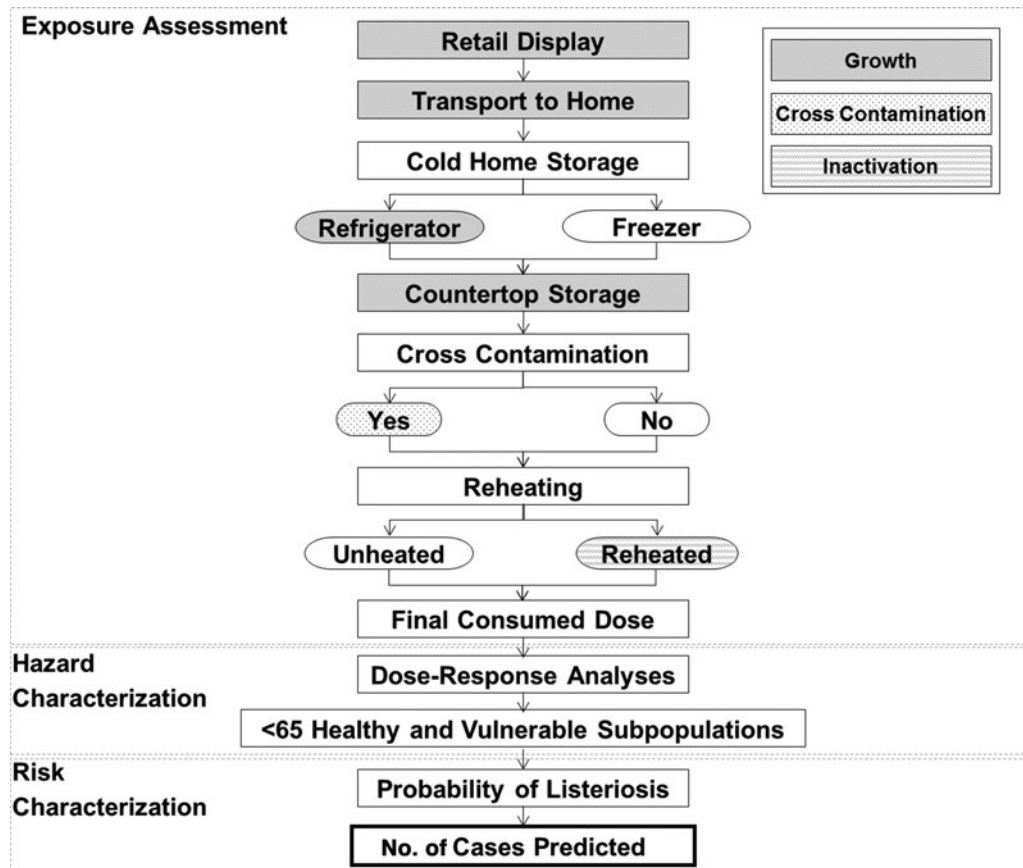 Exposure Assessment
Retail Display
Transport to Home
Cold Home Storage
Refrigerator
Freezer
Countertop Storage
Cross Contamination
Yes
No
Reheating
Unheated
Reheated
Final Consumed Dose
Growth
Cross Contamination
Inactivation
Hazard
Characterization
Dose-Response Analyses
<65 Healthy and Vulnerable Subpopulations
Risk
Characterization
Probability of Listeriosis
No. of Cases Predicted